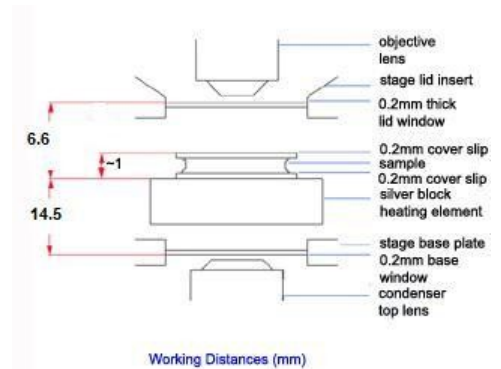 objective
lens
stage lid insert
0.2mm thick
lid window
6.6
0.2mm cover slip
~1
sample
0.2mm cover slip
silver block
heating element
14.5
stage base plate
0.2mm base
window
condenser
top lens
Working Distances (mm)